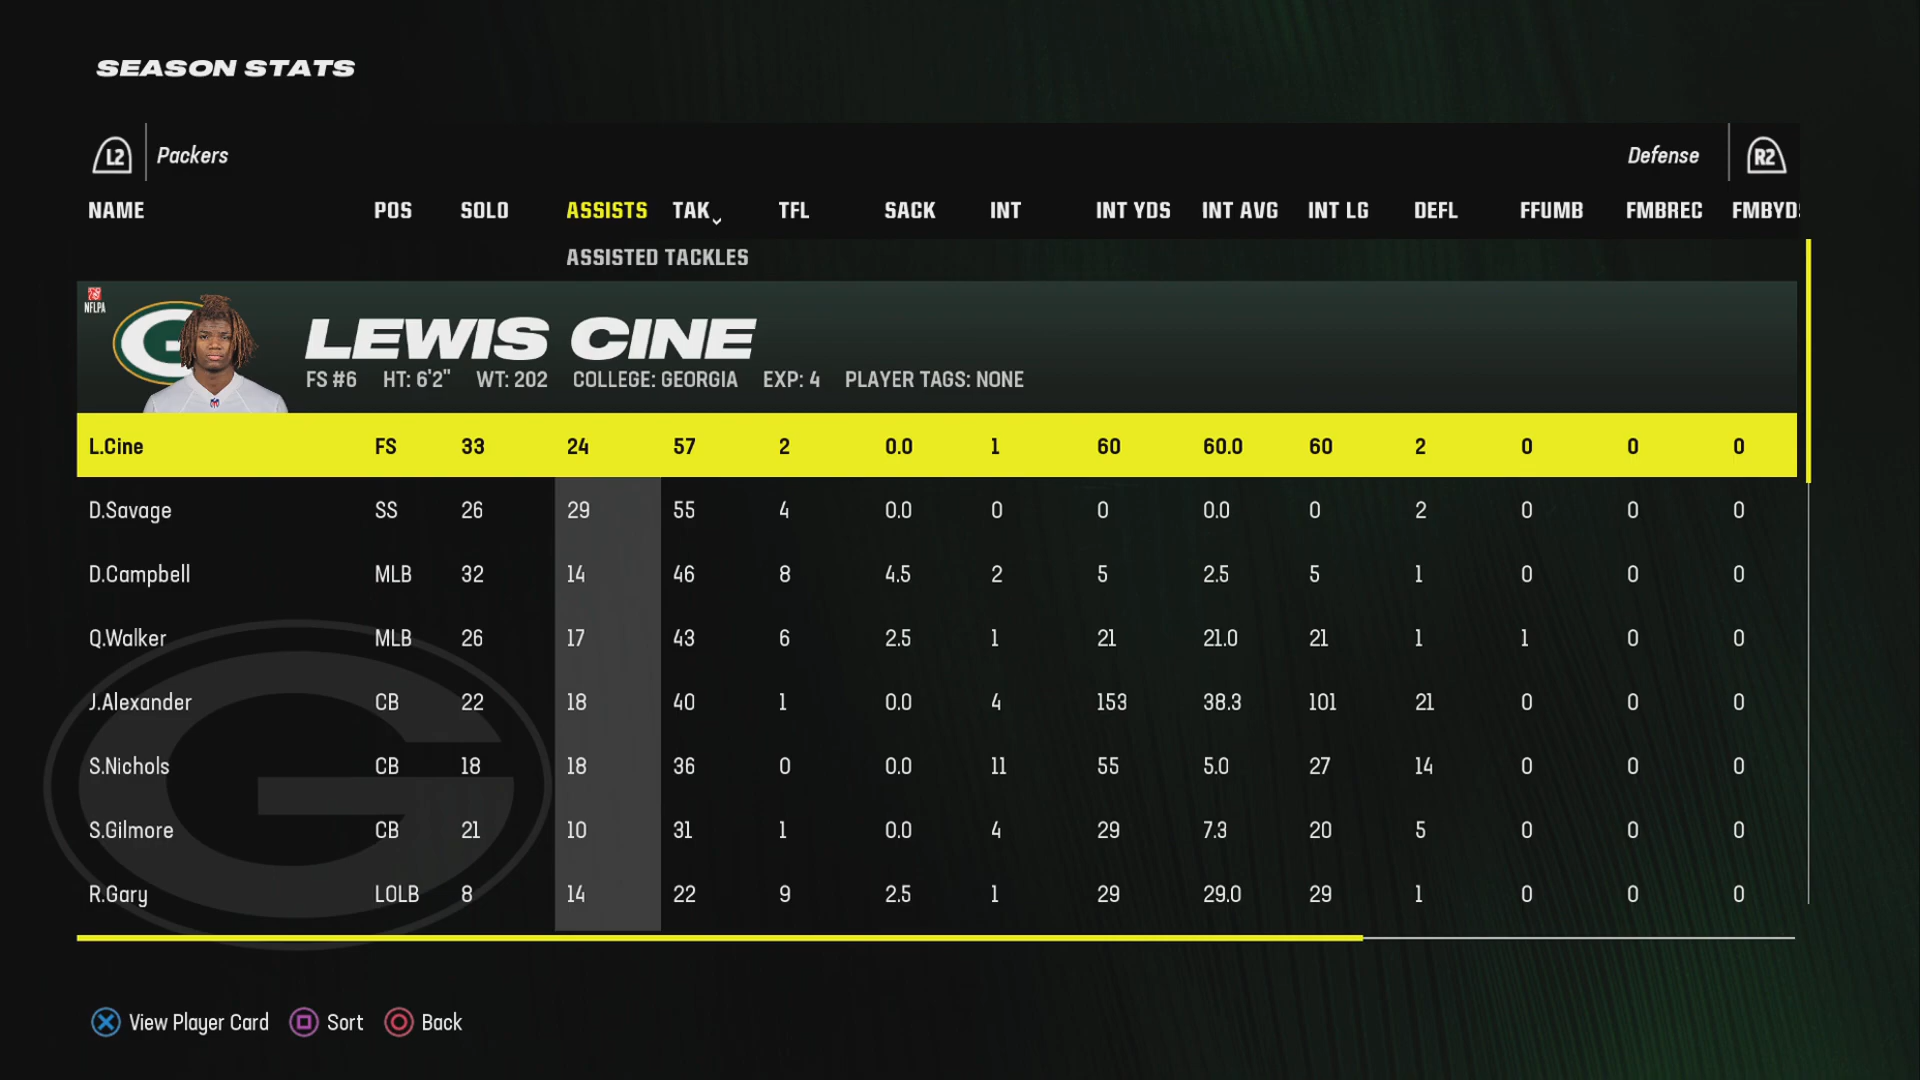 SEASON STATS
L2 Packers Defense R2
NAME POS SOLO ASSISTS TAK TFL SACK INT INT YDS INT AVG INT LG DEFL FFUMB FMBREC FMBYDS
ASSISTED TACKLES
NFLPA
LEWIS CINE
FS #6 HT: 6'2" WT: 202 COLLEGE: GEORGIA EXP: 4 PLAYER TAGS: NONE
L.Cine FS 33 24 57 2 0.0 1 60 60.0 60 2 0 0 0
D.Savage SS 26 29 55 4 0.0 0 0 0.0 0 2 0 0 0
D.Campbell MLB 32 14 46 8 4.5 2 5 2.5 5 1 0 0 0
Q.Walker MLB 26 17 43 6 2.5 1 21 21.0 21 1 1 0 0
J.Alexander CB 22 18 40 1 0.0 4 153 38.3 101 21 0 0 0
S.Nichols CB 18 18 36 0 0.0 11 55 5.0 27 14 0 0 0
S.Gilmore CB 21 10 31 1 0.0 4 29 7.3 20 5 0 0 0
R.Gary LOLB 8 14 22 9 2.5 1 29 29.0 29 1 0 0 0
View Player Card Sort Back